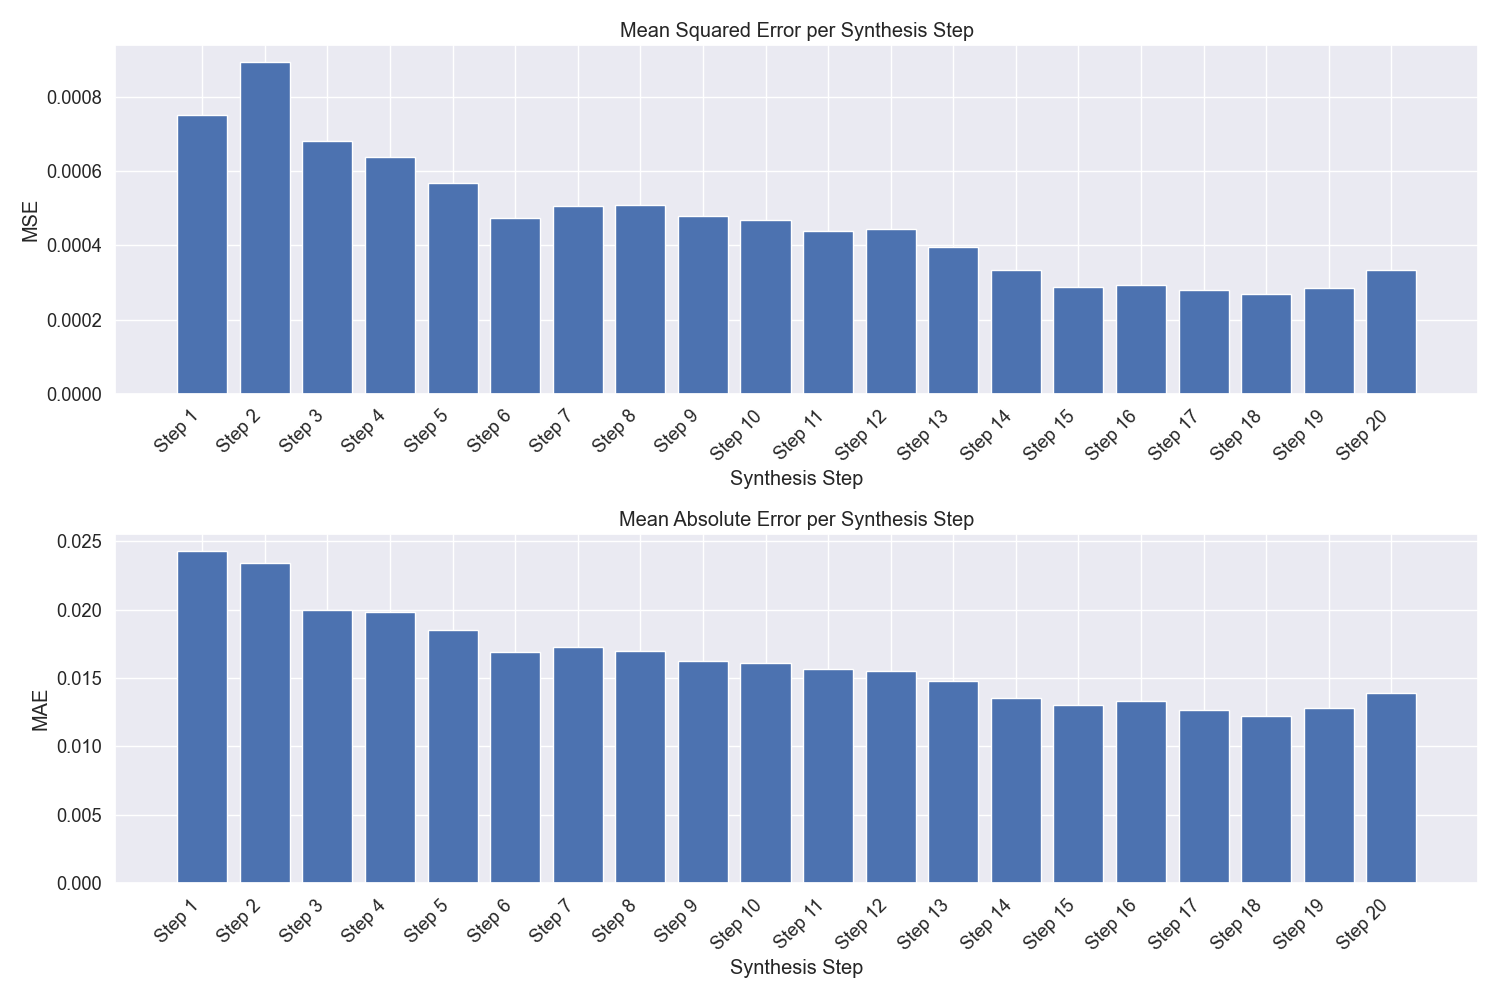 Mean Squared Error per Synthesis Step
MSE
0.0008
0.0006
0.0004
0.0002
0.0000
Step 1
Step 2
Step 3
Step 4
Step 5
Step 6
Step 7
Step 8
Step 9
Step 10
Step 11
Step 12
Step 13
Step 14
Step 15
Step 16
Step 17
Step 18
Step 19
Step 20
Synthesis Step
Mean Absolute Error per Synthesis Step
MAE
0.025
0.020
0.015
0.010
0.005
0.000
Step 1
Step 2
Step 3
Step 4
Step 5
Step 6
Step 7
Step 8
Step 9
Step 10
Step 11
Step 12
Step 13
Step 14
Step 15
Step 16
Step 17
Step 18
Step 19
Step 20
Synthesis Step